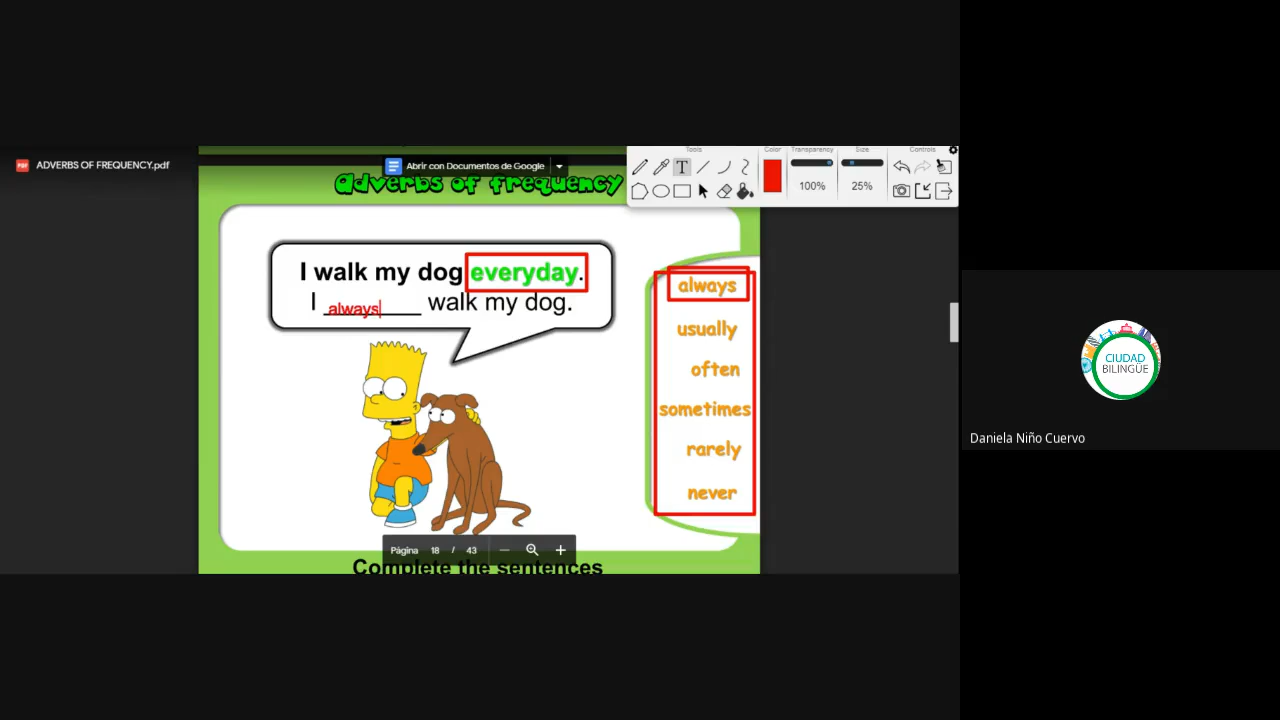 ADVERBS OF FREQUENCY.pdf
Abrir con Documentos de Google
Tools
Color
Transparency
Size
Controls
100%
25%
adverbs of frequency
I walk my dog everyday.
I always walk my dog.
always
usually
often
sometimes
rarely
never
CIUDAD
BILINGÜE
Daniela Niño Cuervo
Página 18 / 43
Complete the sentences